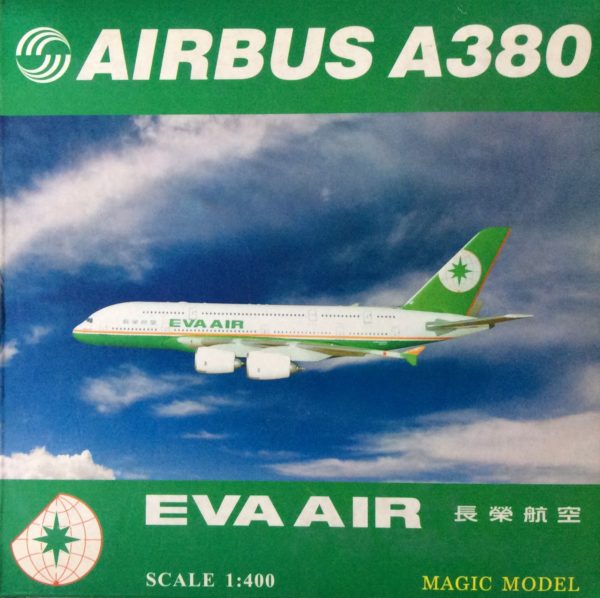 AIRBUS A380
長榮航空 EVA AIR
EVA AIR 長榮航空
SCALE 1:400 MAGIC MODEL